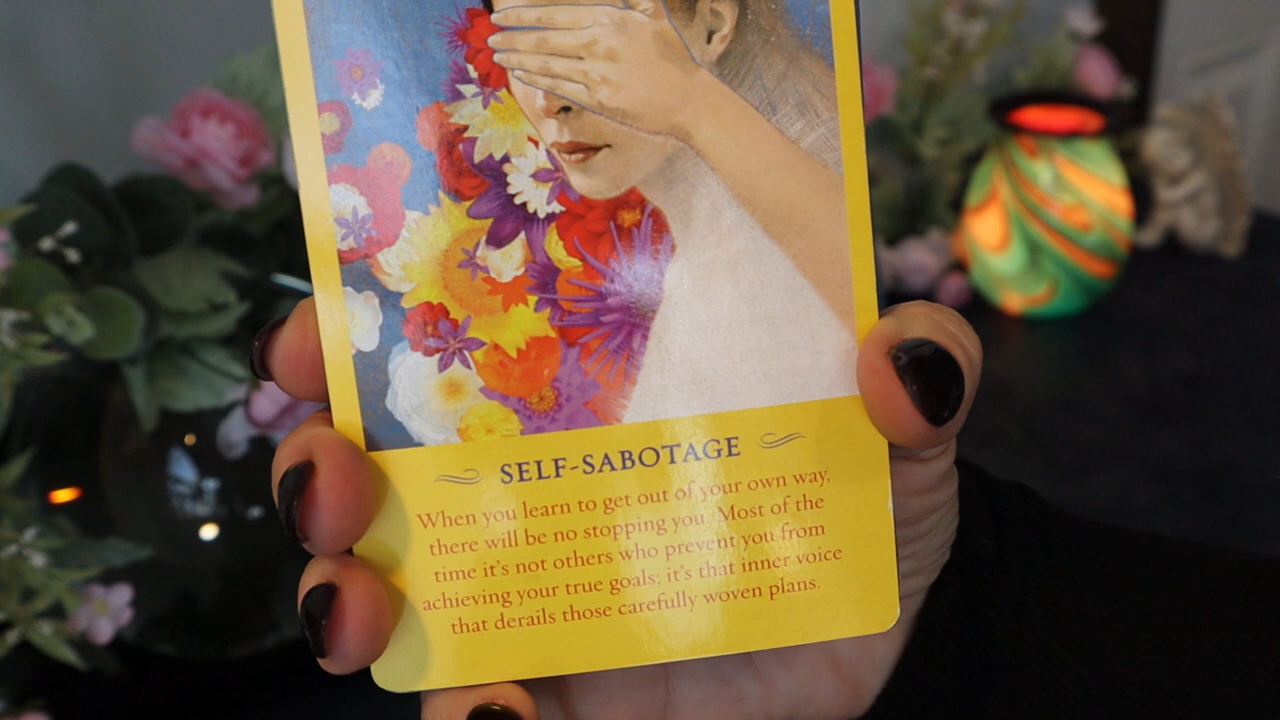 SELF-SABOTAGE
When you learn to get out of your own way,
there will be no stopping you. Most of the
time it's not others who prevent you from
achieving your true goals; it's that inner voice
that derails those carefully woven plans.